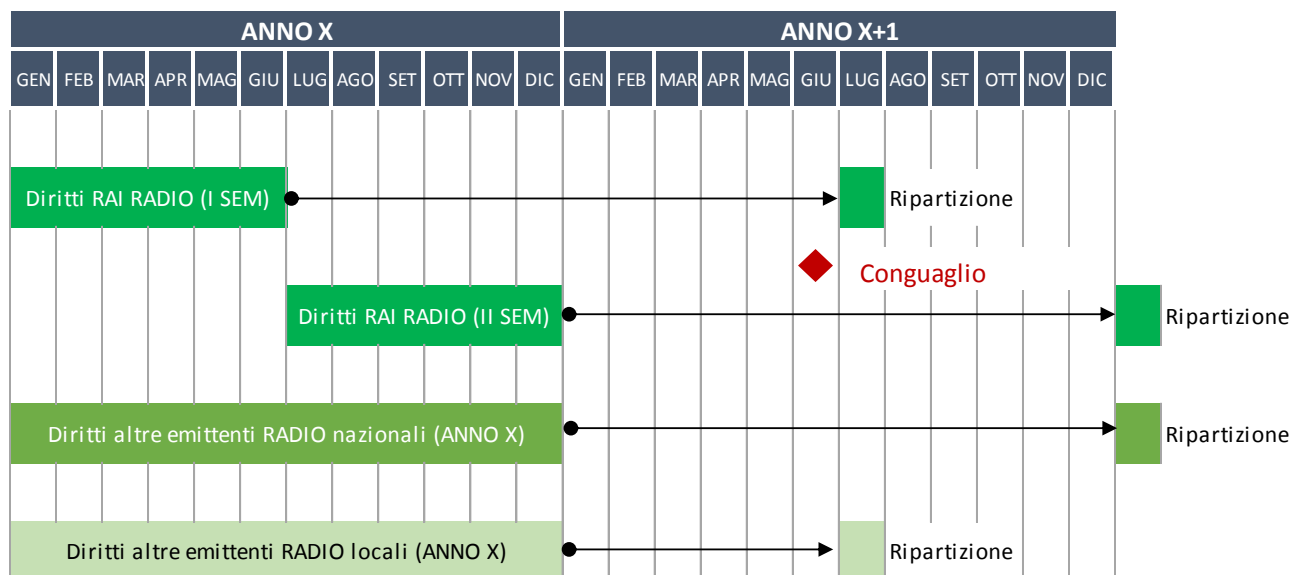 ANNO X ANNO X+1
GEN FEB MAR APR MAG GIU LUG AGO SET OTT NOV DIC GEN FEB MAR APR MAG GIU LUG AGO SET OTT NOV DIC
Diritti RAI RADIO (I SEM) Ripartizione
Conguaglio
Diritti RAI RADIO (II SEM) Ripartizione
Diritti altre emittenti RADIO nazionali (ANNO X) Ripartizione
Diritti altre emittenti RADIO locali (ANNO X) Ripartizione